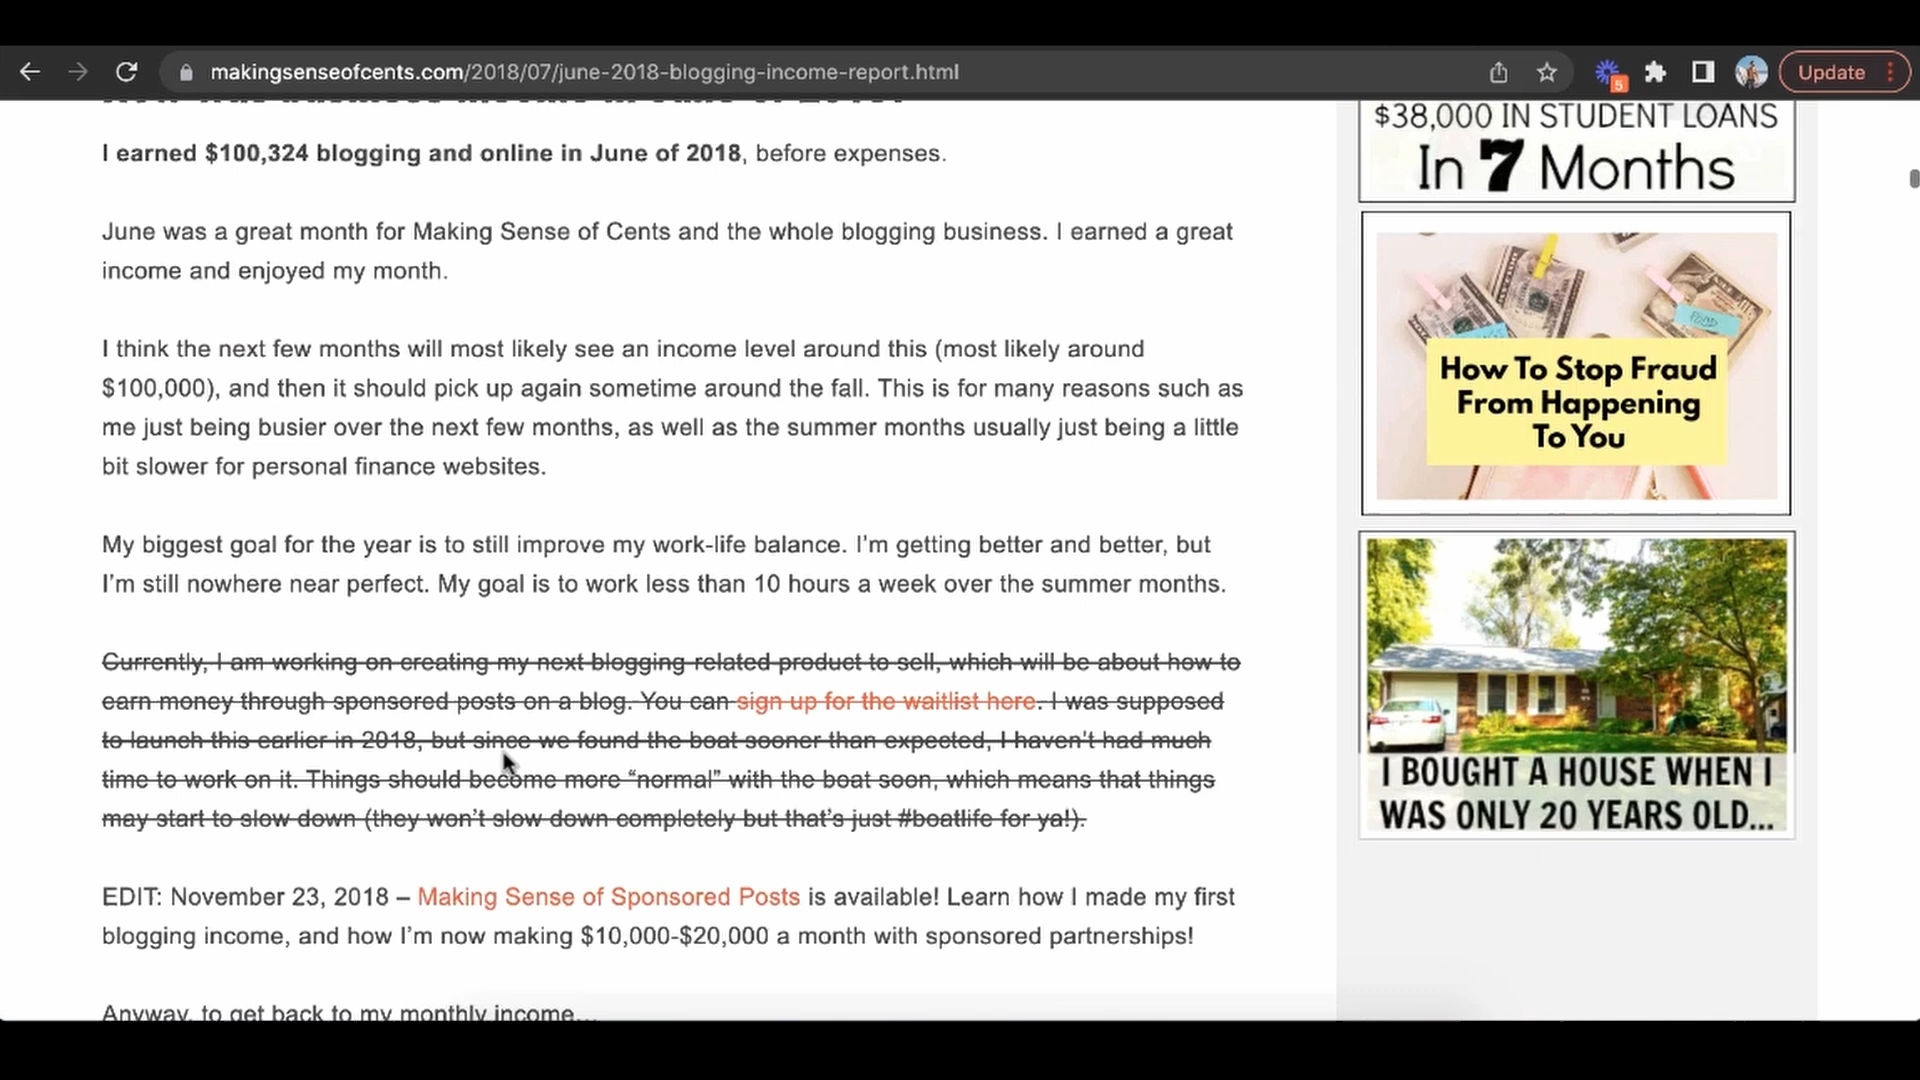 makingsenseofcents.com/2018/07/june-2018-blogging-income-report.html
5
Update
I earned $100,324 blogging and online in June of 2018, before expenses.
June was a great month for Making Sense of Cents and the whole blogging business. I earned a great
income and enjoyed my month.
I think the next few months will most likely see an income level around this (most likely around
$100,000), and then it should pick up again sometime around the fall. This is for many reasons such as
me just being busier over the next few months, as well as the summer months usually just being a little
bit slower for personal finance websites.
My biggest goal for the year is to still improve my work-life balance. I’m getting better and better, but
I’m still nowhere near perfect. My goal is to work less than 10 hours a week over the summer months.
Currently, I am working on creating my next blogging related product to sell, which will be about how to
earn money through sponsored posts on a blog. You can sign up for the waitlist here. I was supposed
to launch this earlier in 2018, but since we found the boat sooner than expected, I haven't had much
time to work on it. Things should become more “normal” with the boat soon, which means that things
may start to slow down (they won’t slow down completely but that’s just #boatlife for ya!).
EDIT: November 23, 2018 – Making Sense of Sponsored Posts is available! Learn how I made my first
blogging income, and how I’m now making $10,000-$20,000 a month with sponsored partnerships!
Anyway, to get back to my monthly income...
$38,000 IN STUDENT LOANS
In 7 Months
FOOD
How To Stop Fraud
From Happening
To You
I BOUGHT A HOUSE WHEN I
WAS ONLY 20 YEARS OLD...